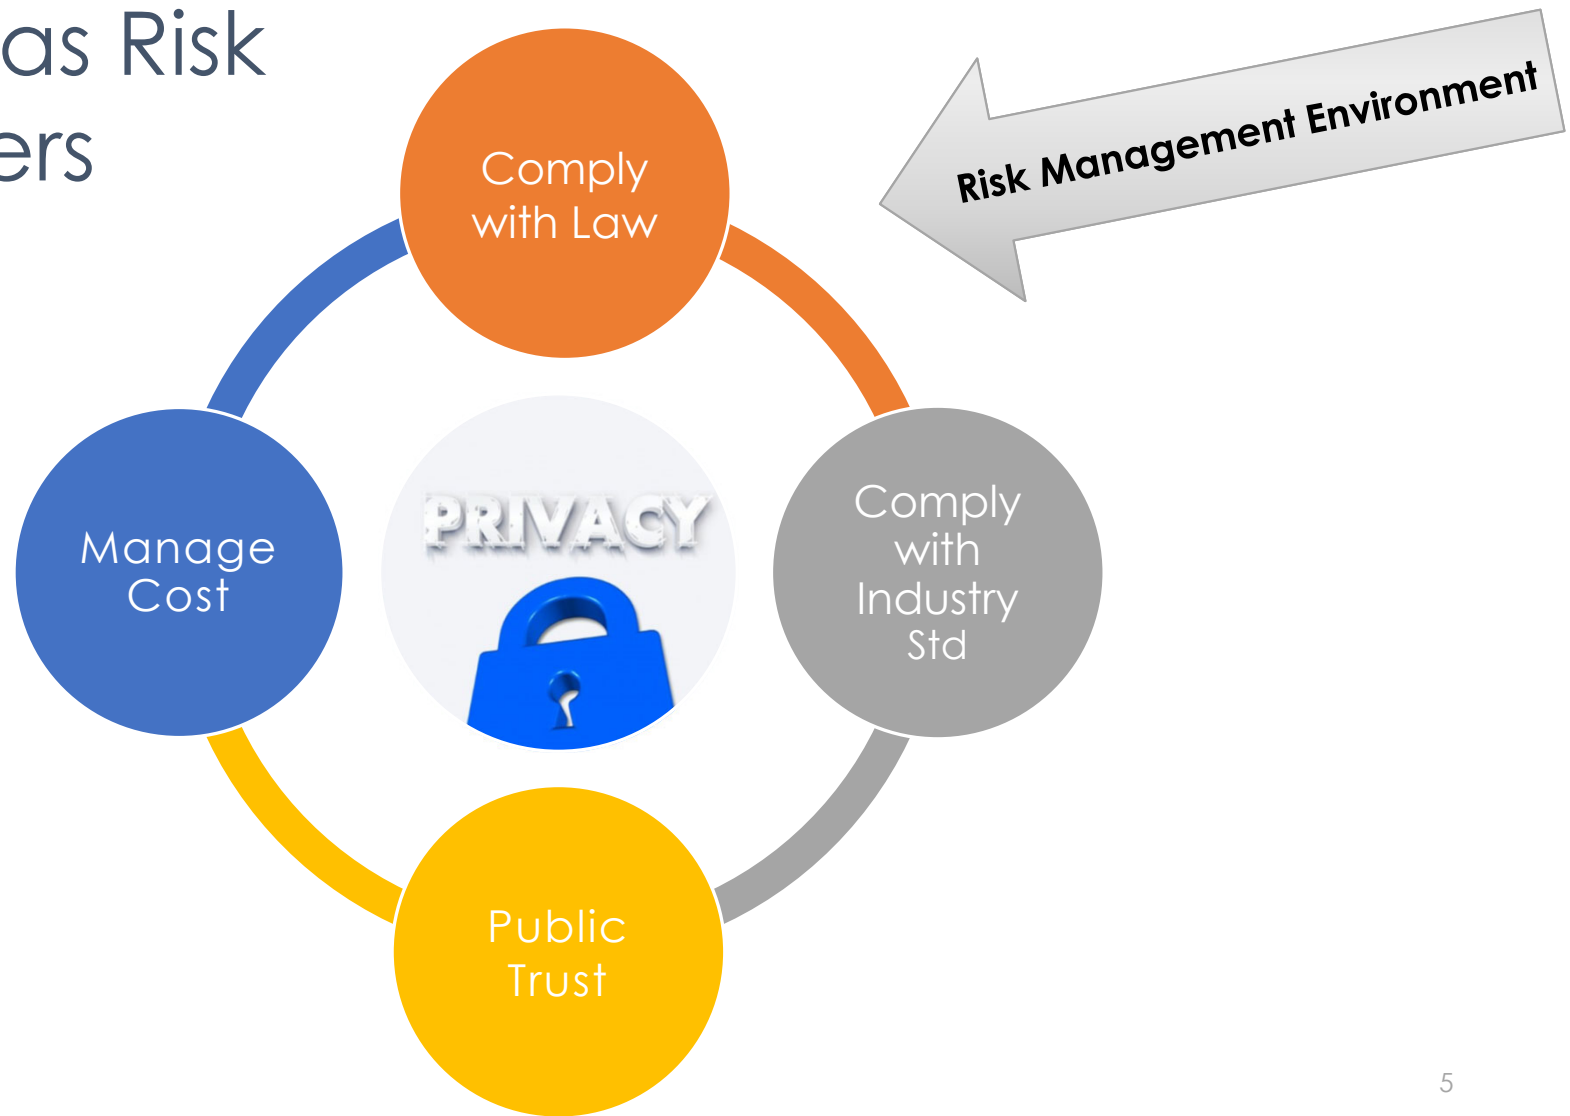 as Risk
ers
Comply
with Law
Risk Management Environment
Manage
Cost
PRIVACY
Comply
with
Industry
Std
Public
Trust
5